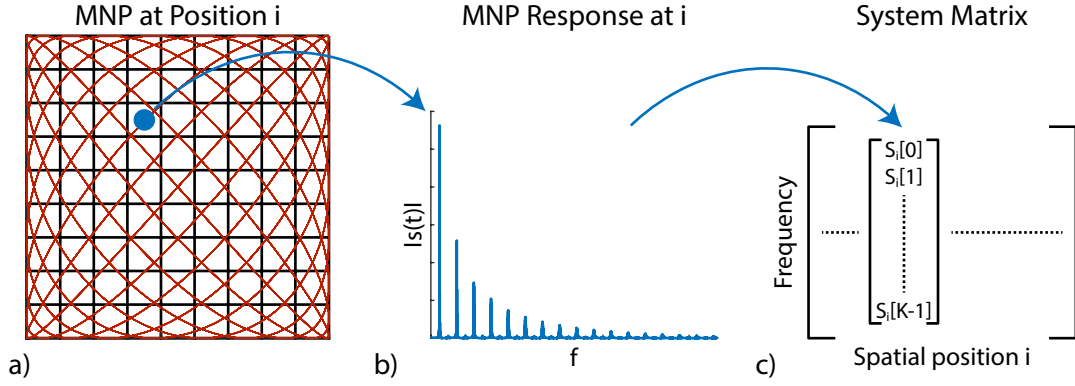 MNP at Position i
MNP Response at i
System Matrix
|s(t)|
f
Frequency
Sᵢ[0]
Sᵢ[1]
Sᵢ[K-1]
Spatial position i
a)
b)
c)